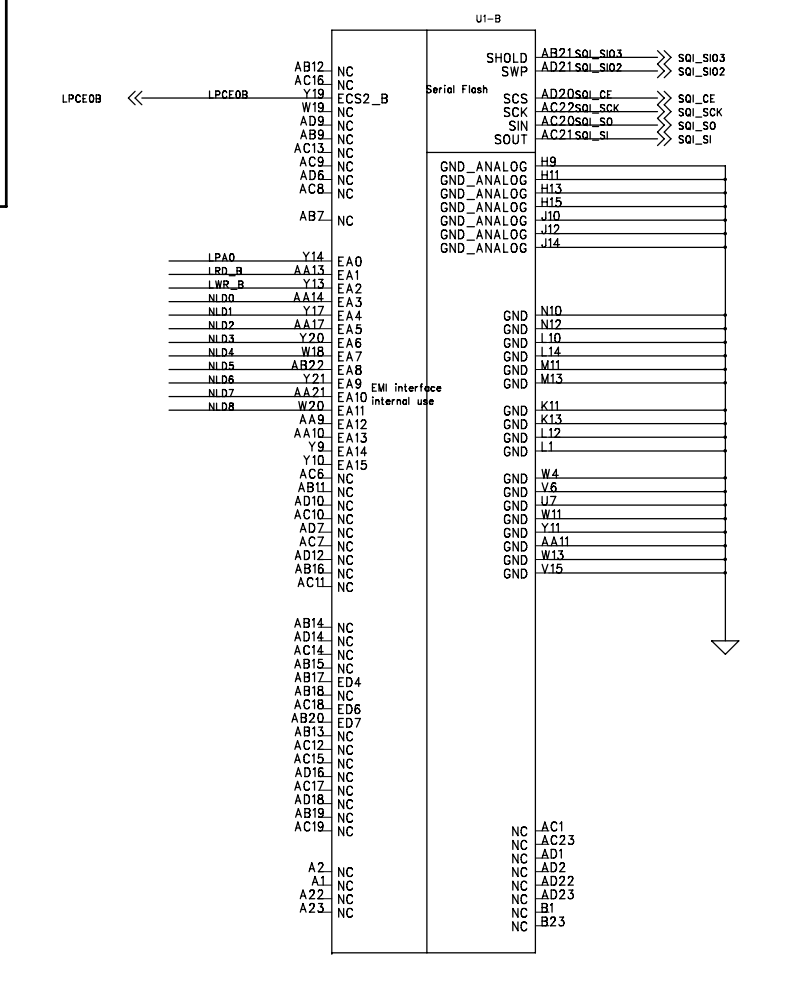 U1-B
AB12 NC
AC16 NC
LPCE0B LPCE0B Y19 ECS2_B
W19 NC
AD9 NC
AB9 NC
AC13 NC
AC9 NC
AD6 NC
AC8 NC
AB7 NC
LPA0 Y14 EA0
LRD_B AA13 EA1
LWR_B Y13 EA2
NLD0 AA14 EA3
NLD1 Y17 EA4
NLD2 AA17 EA5
NLD3 Y20 EA6
NLD4 W18 EA7
NLD5 AB22 EA8
NLD6 Y21 EA9
NLD7 AA21 EA10
NLD8 W20 EA11
AA9 EA12
AA10 EA13
Y9 EA14
Y10 EA15
EMI interface
internal use
AC6 NC
AB11 NC
AD10 NC
AC10 NC
AD7 NC
AC7 NC
AD12 NC
AB16 NC
AC11 NC
AB14 NC
AD14 NC
AC14 NC
AB15 NC
AB17 ED4
AB18 NC
AC18 ED6
AB20 ED7
AB13 NC
AC12 NC
AC15 NC
AD16 NC
AC17 NC
AD18 NC
AB19 NC
AC19 NC
A2 NC
A1 NC
A22 NC
A23 NC
Serial Flash
SHOLD AB21 SQI_SIO3 SQI_SIO3
SWP AD21 SQI_SIO2 SQI_SIO2
SCS AD20 SQI_CE SQI_CE
SCK AC22 SQI_SCK SQI_SCK
SIN AC20 SQI_SO SQI_SO
SOUT AC21 SQI_SI SQI_SI
GND_ANALOG H9
GND_ANALOG H11
GND_ANALOG H13
GND_ANALOG H15
GND_ANALOG J10
GND_ANALOG J12
GND_ANALOG J14
GND N10
GND N12
GND L10
GND L14
GND M11
GND M13
GND K11
GND K13
GND L12
GND L1
GND W4
GND V6
GND U7
GND W11
GND Y11
GND AA11
GND W13
GND V15
NC AC1
NC AC23
NC AD1
NC AD2
NC AD22
NC AD23
NC B1
NC B23